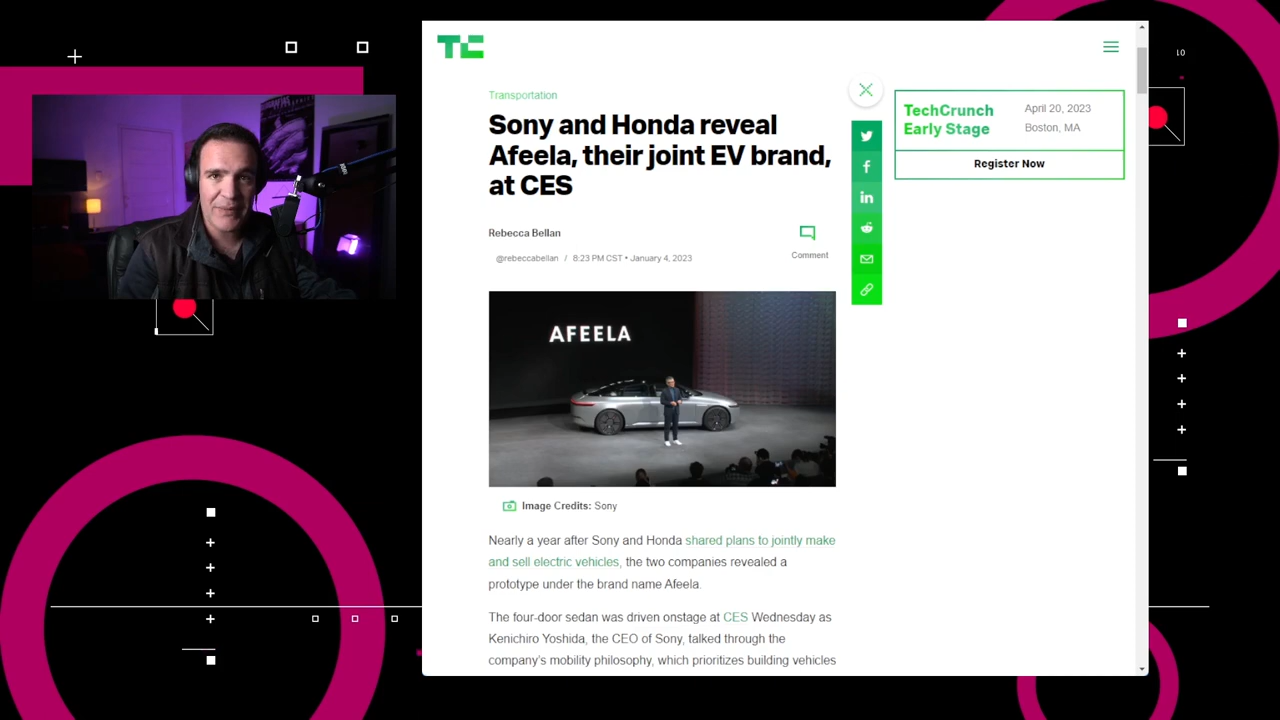 TC
Transportation
Sony and Honda reveal
Afeela, their joint EV brand,
at CES
Rebecca Bellan
Comment
@rebeccabellan / 8:23 PM CST • January 4, 2023
AFEELA
Image Credits: Sony
Nearly a year after Sony and Honda shared plans to jointly make
and sell electric vehicles, the two companies revealed a
prototype under the brand name Afeela.
The four-door sedan was driven onstage at CES Wednesday as
Kenichiro Yoshida, the CEO of Sony, talked through the
company's mobility philosophy, which prioritizes building vehicles
TechCrunch
Early Stage
April 20, 2023
Boston, MA
Register Now
10